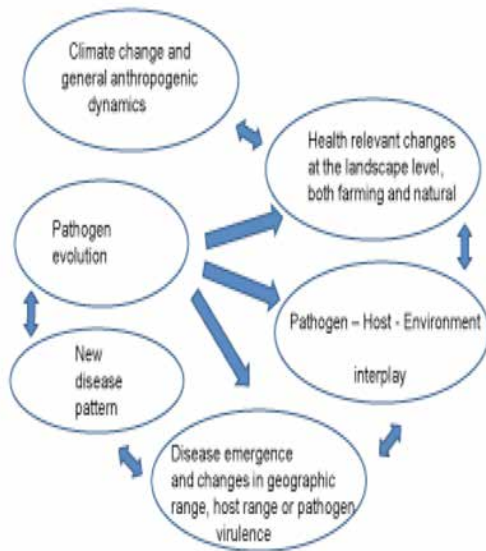 Climate change and
general anthropogenic
dynamics
Health relevant changes
at the landscape level,
both farming and natural
Pathogen
evolution
Pathogen – Host - Environment
interplay
New
disease
pattern
Disease emergence
and changes in geographic
range, host range or pathogen
virulence